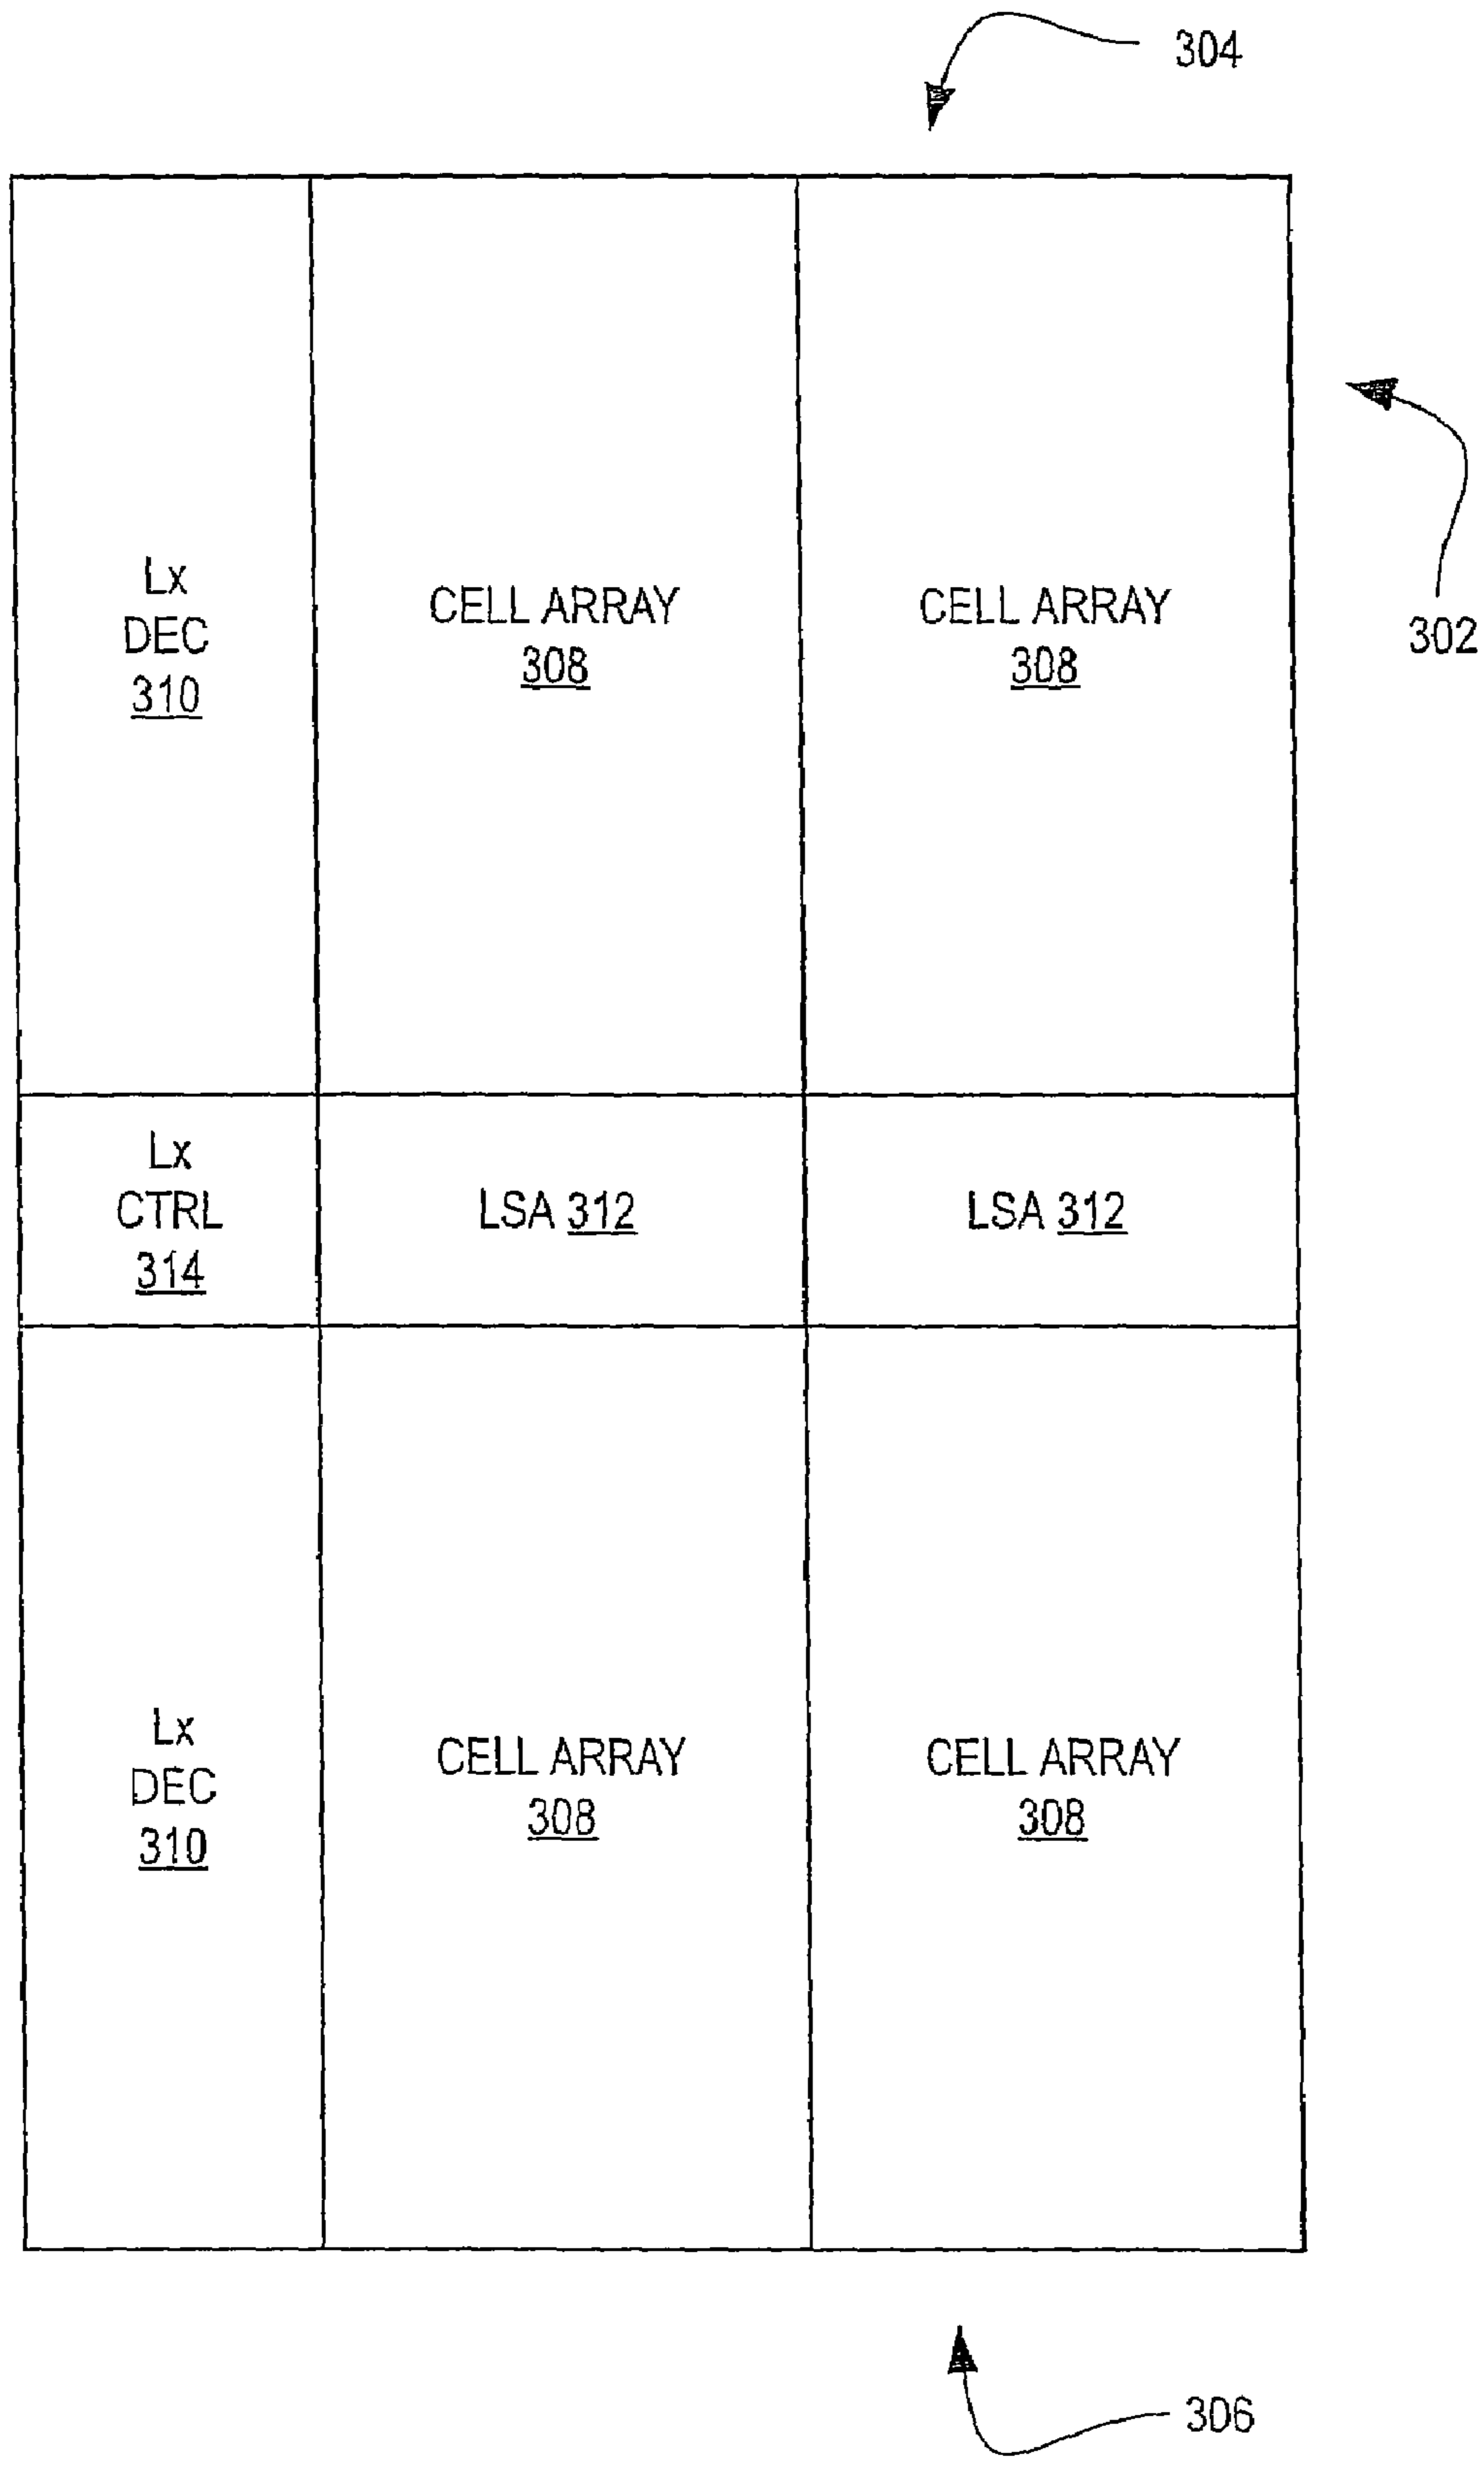 304
302
Lx
DEC
310
CELL ARRAY
308
CELL ARRAY
308
Lx
CTRL
314
LSA 312
LSA 312
Lx
DEC
310
CELL ARRAY
308
CELL ARRAY
308
306